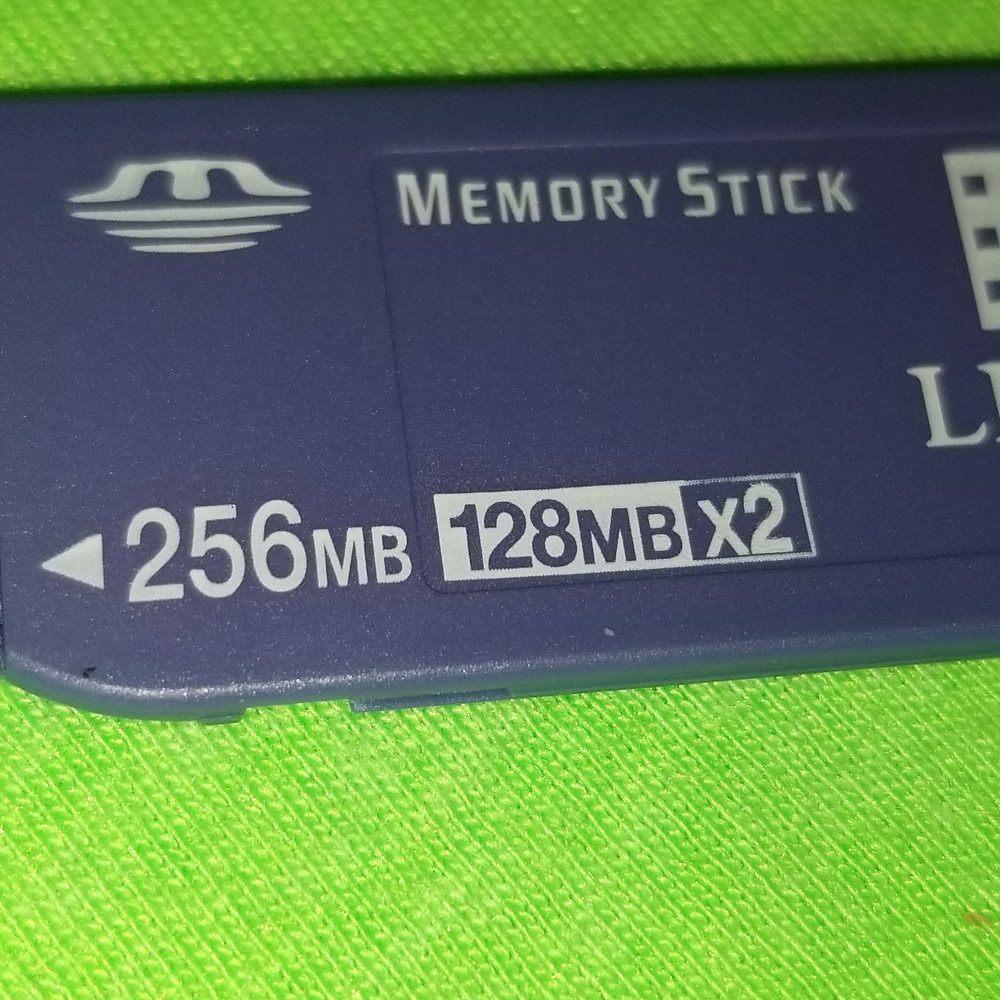 MEMORY STICK
256MB 128MB X2